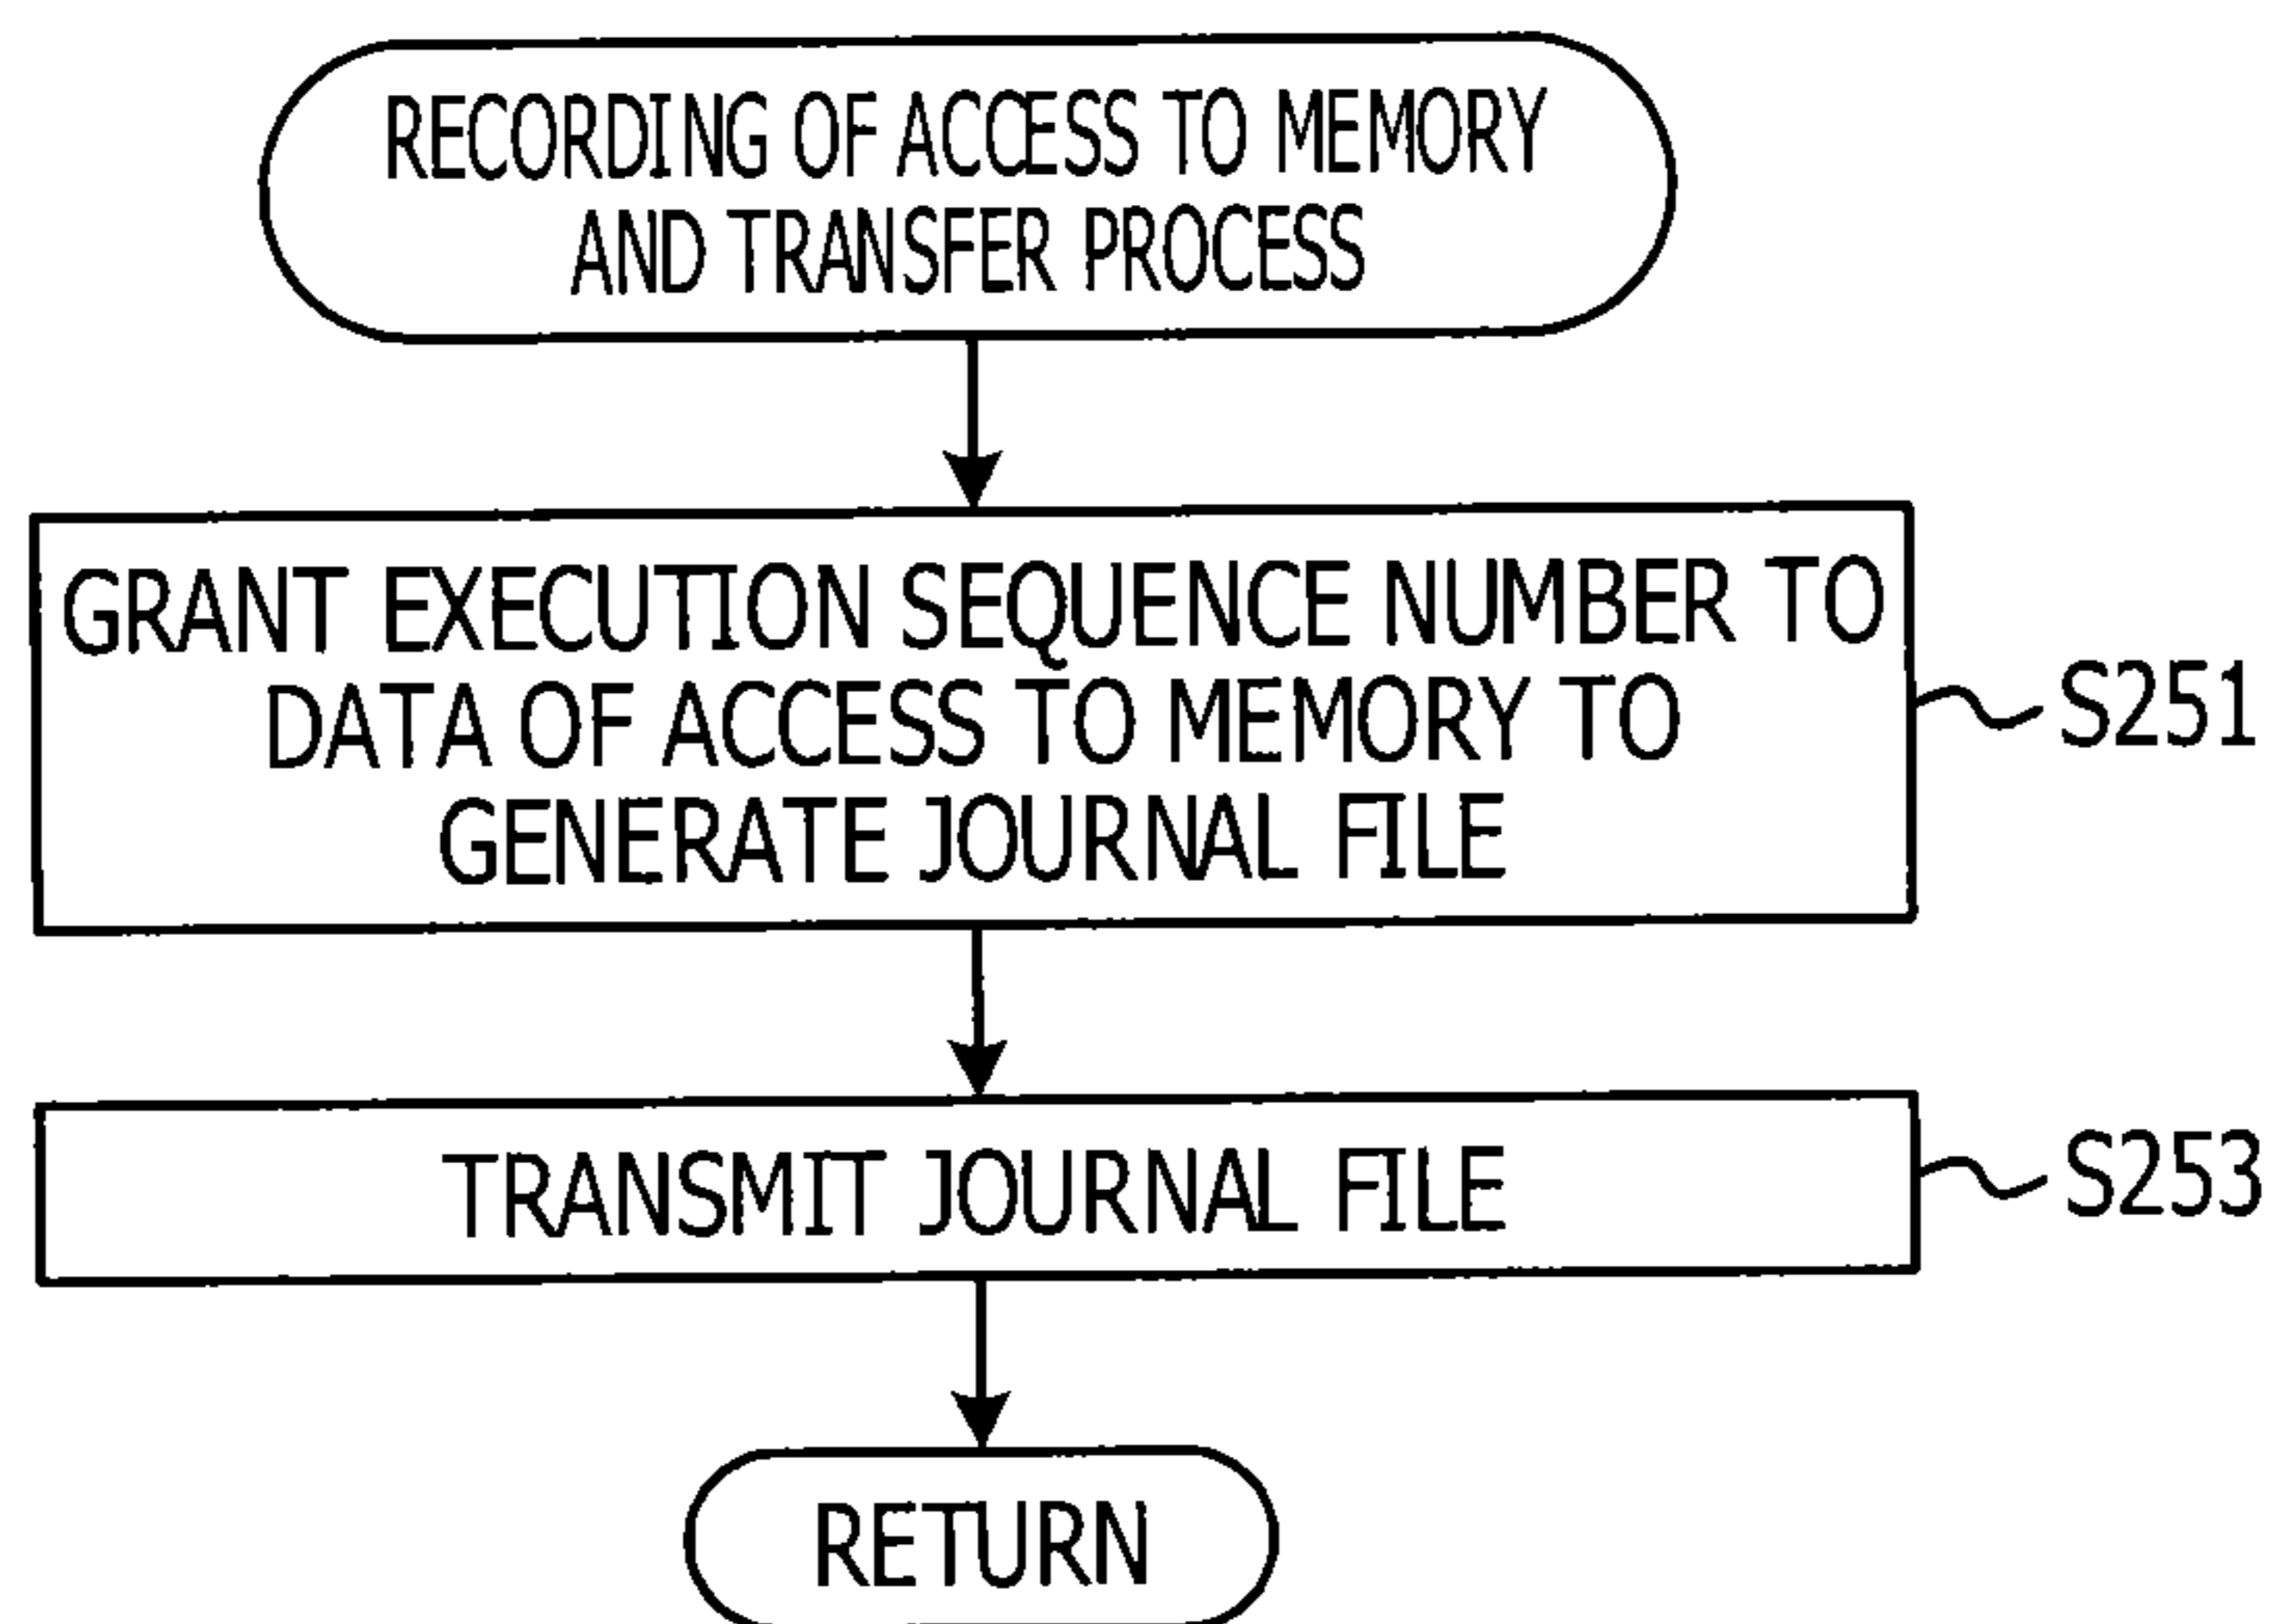 RECORDING OF ACCESS TO MEMORY
AND TRANSFER PROCESS
GRANT EXECUTION SEQUENCE NUMBER TO
DATA OF ACCESS TO MEMORY TO
GENERATE JOURNAL FILE
S251
TRANSMIT JOURNAL FILE
S253
RETURN